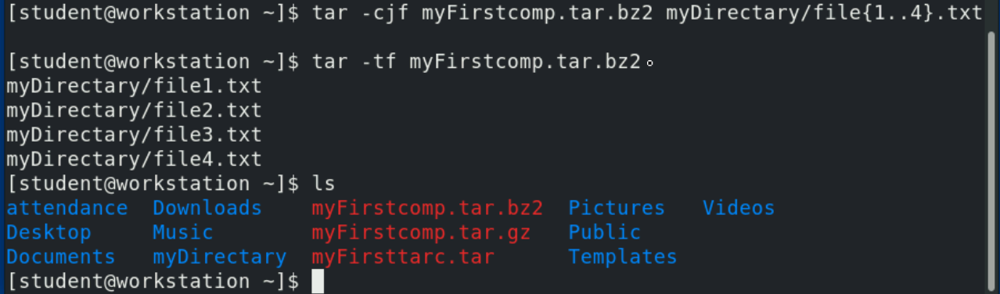 [student@workstation ~]$ tar -cjf myFirstcomp.tar.bz2 myDirectary/file{1..4}.txt
[student@workstation ~]$ tar -tf myFirstcomp.tar.bz2
myDirectary/file1.txt
myDirectary/file2.txt
myDirectary/file3.txt
myDirectary/file4.txt
[student@workstation ~]$ ls
attendance  Downloads    myFirstcomp.tar.bz2  Pictures   Videos
Desktop     Music        myFirstcomp.tar.gz   Public
Documents   myDirectary  myFirsttarc.tar      Templates
[student@workstation ~]$